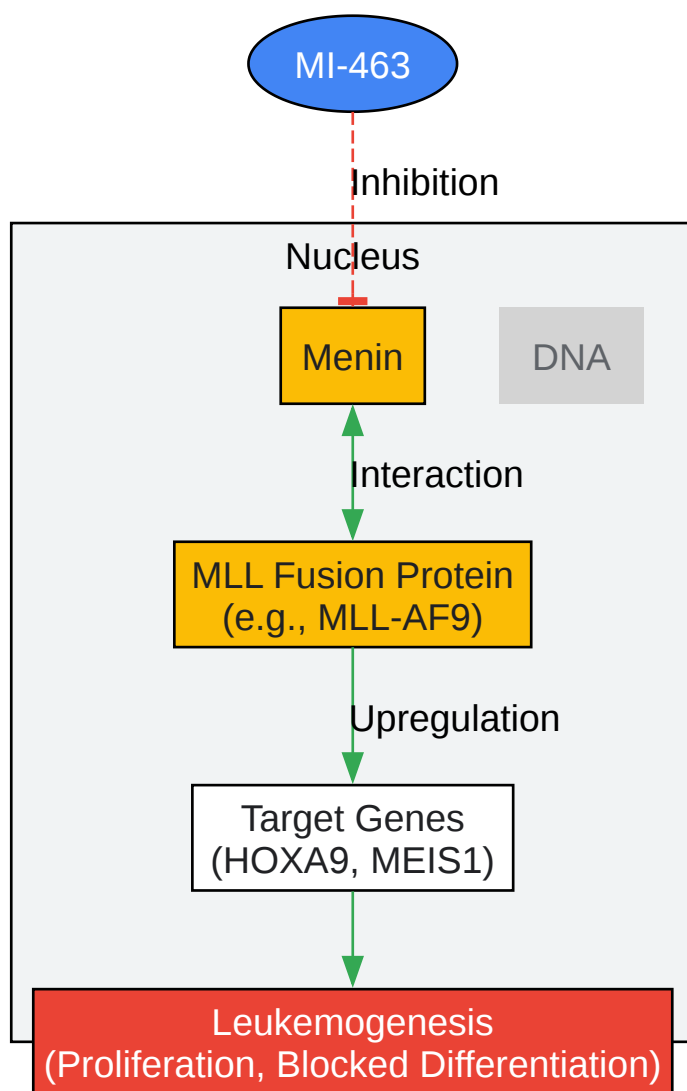 MI-463
Inhibition
Nucleus
Menin
DNA
Interaction
MLL Fusion Protein
(e.g., MLL-AF9)
Upregulation
Target Genes
(HOXA9, MEIS1)
Leukemogenesis
(Proliferation, Blocked Differentiation)